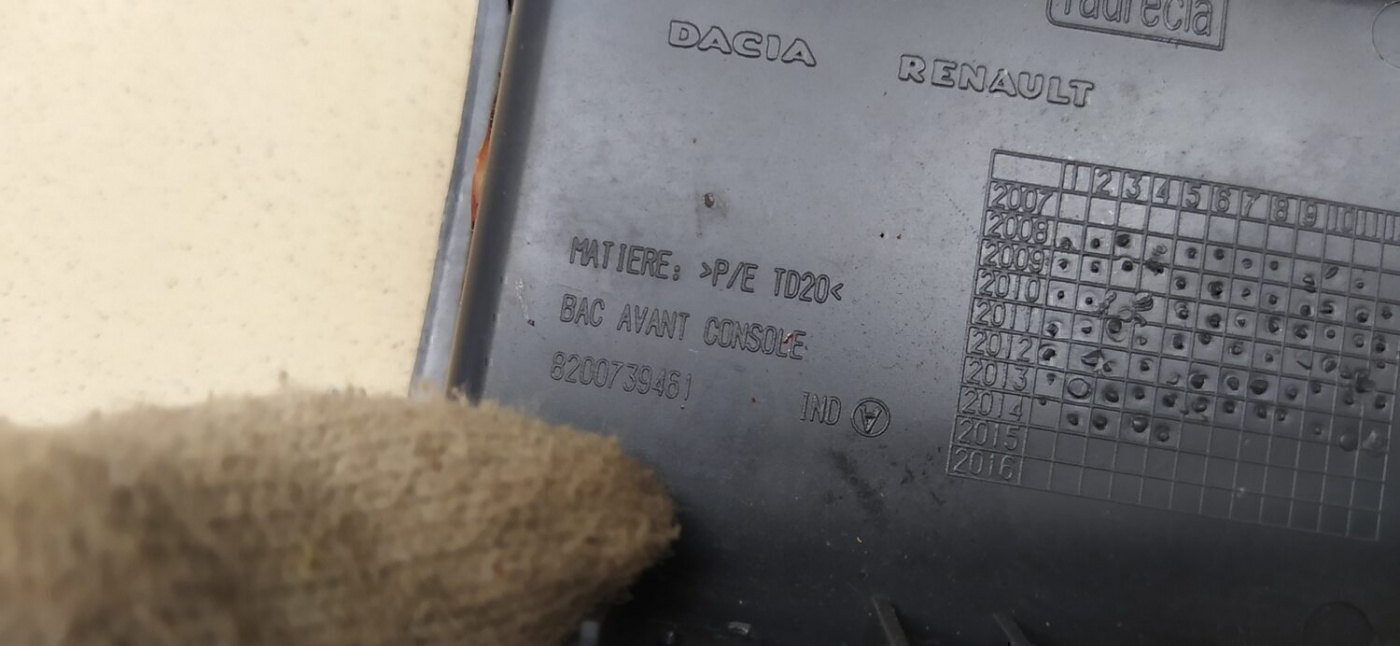 faurecia
DACIA RENAULT
1 2 3 4 5 6 7 8 9 10 11
2007
2008
2009
2010
2011
2012
2013
2014
2015
2016
MATIERE: >P/E TD20<
BAC AVANT CONSOLE
8200739461
IND A